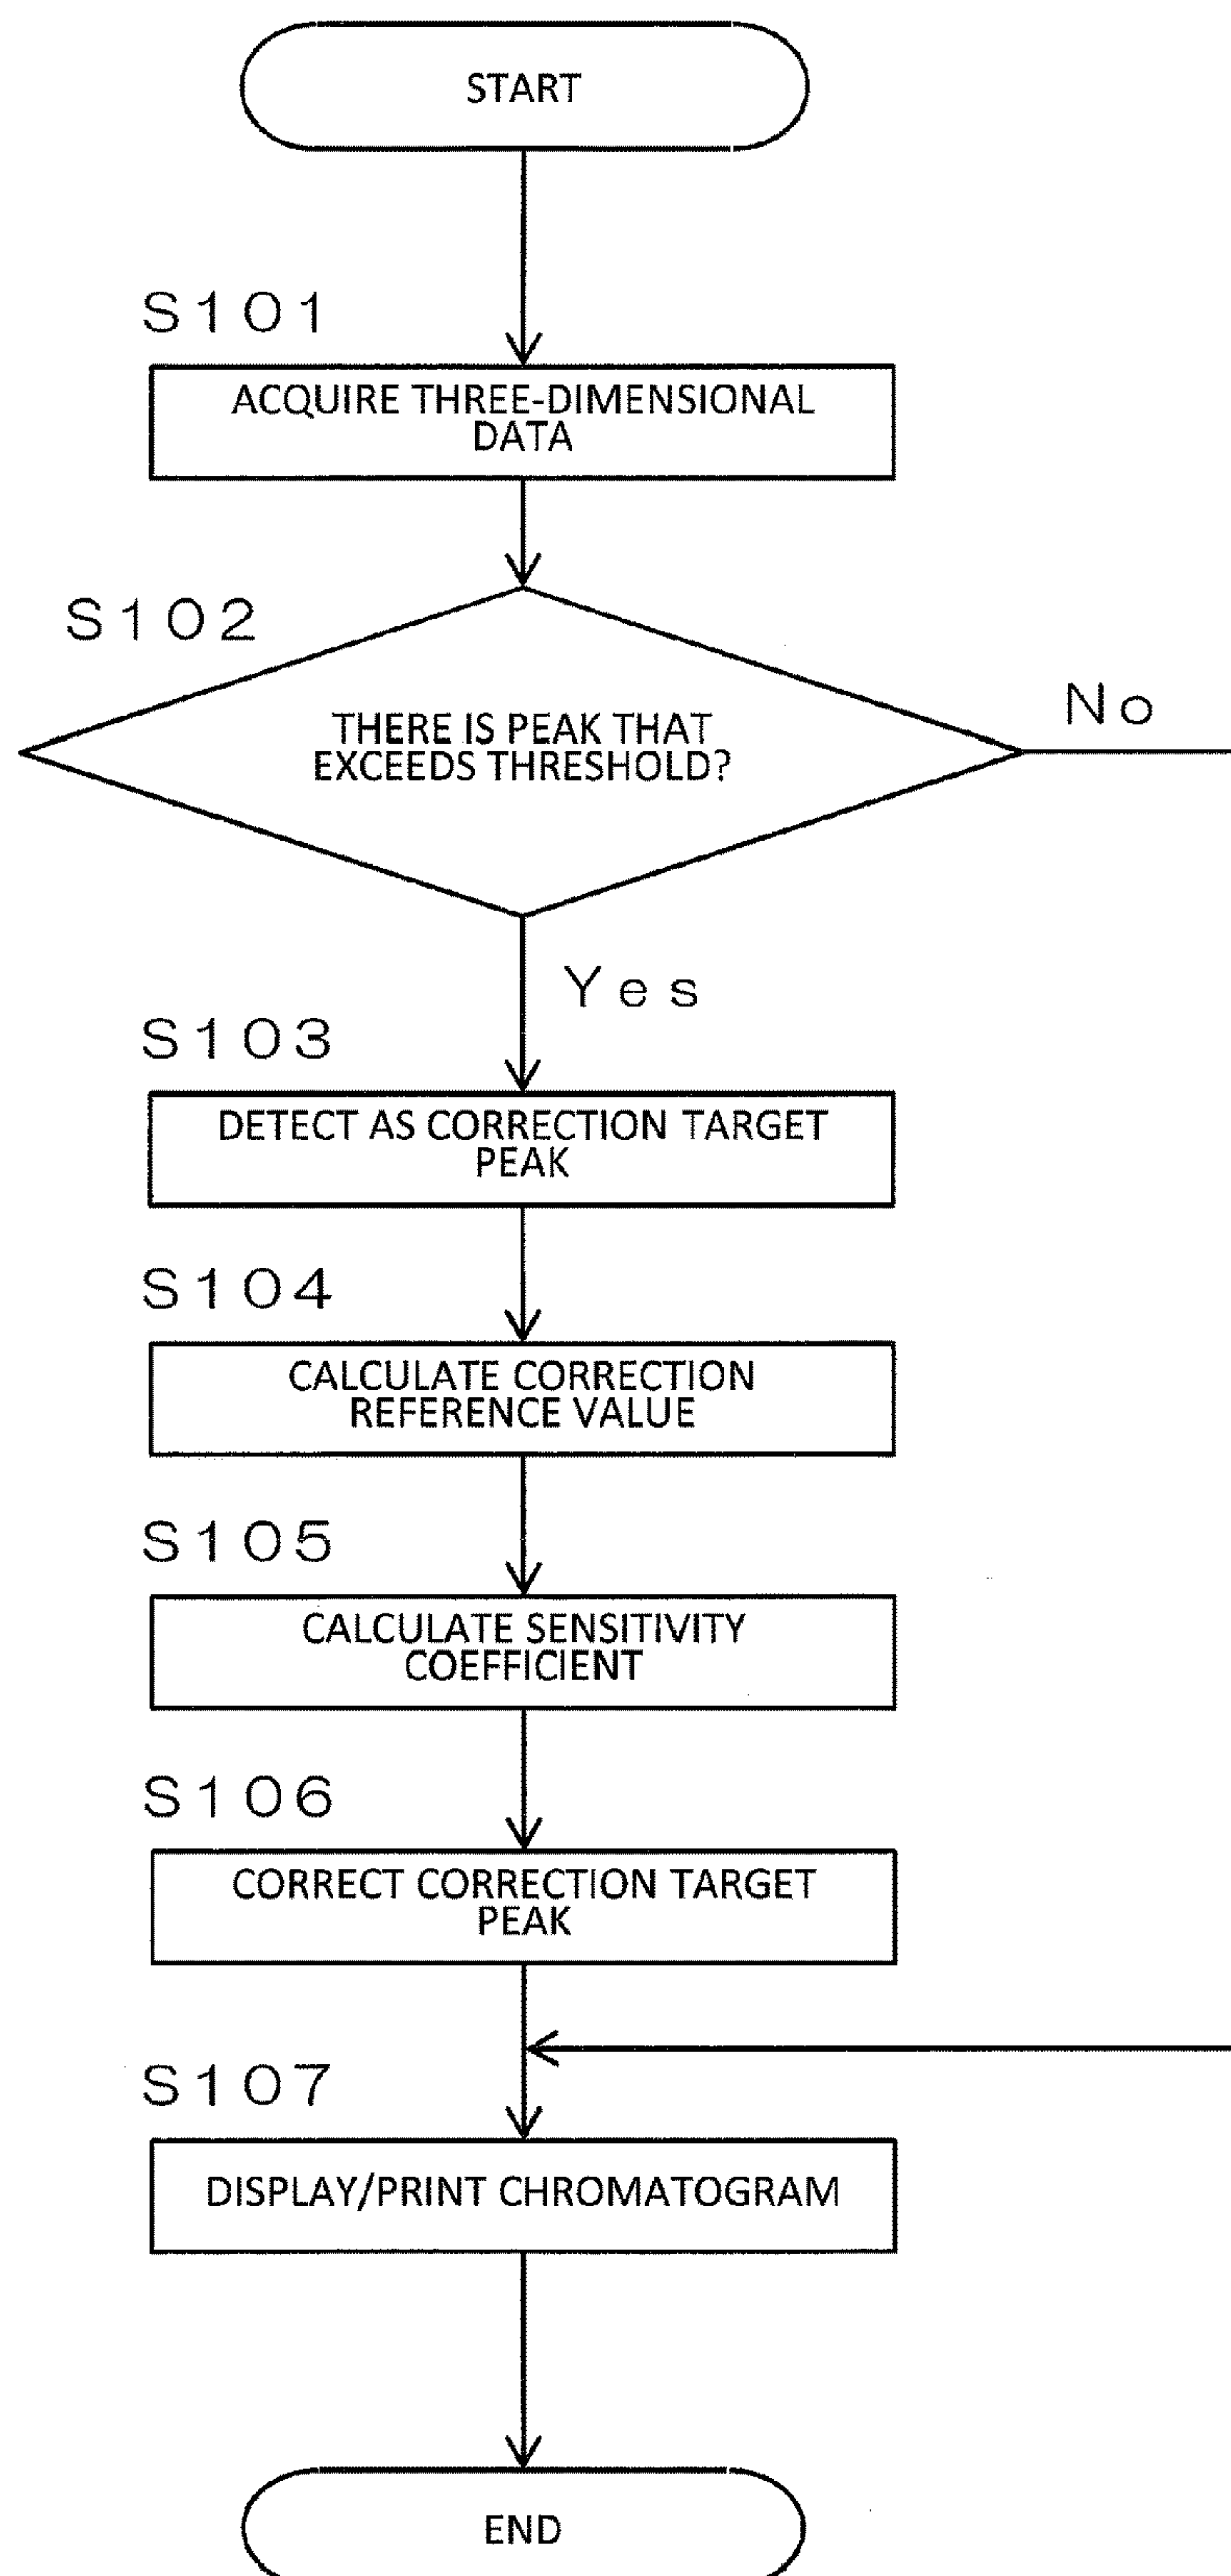 START
S101
ACQUIRE THREE-DIMENSIONAL
DATA
S102
THERE IS PEAK THAT
EXCEEDS THRESHOLD?
No
Yes
S103
DETECT AS CORRECTION TARGET
PEAK
S104
CALCULATE CORRECTION
REFERENCE VALUE
S105
CALCULATE SENSITIVITY
COEFFICIENT
S106
CORRECT CORRECTION TARGET
PEAK
S107
DISPLAY/PRINT CHROMATOGRAM
END